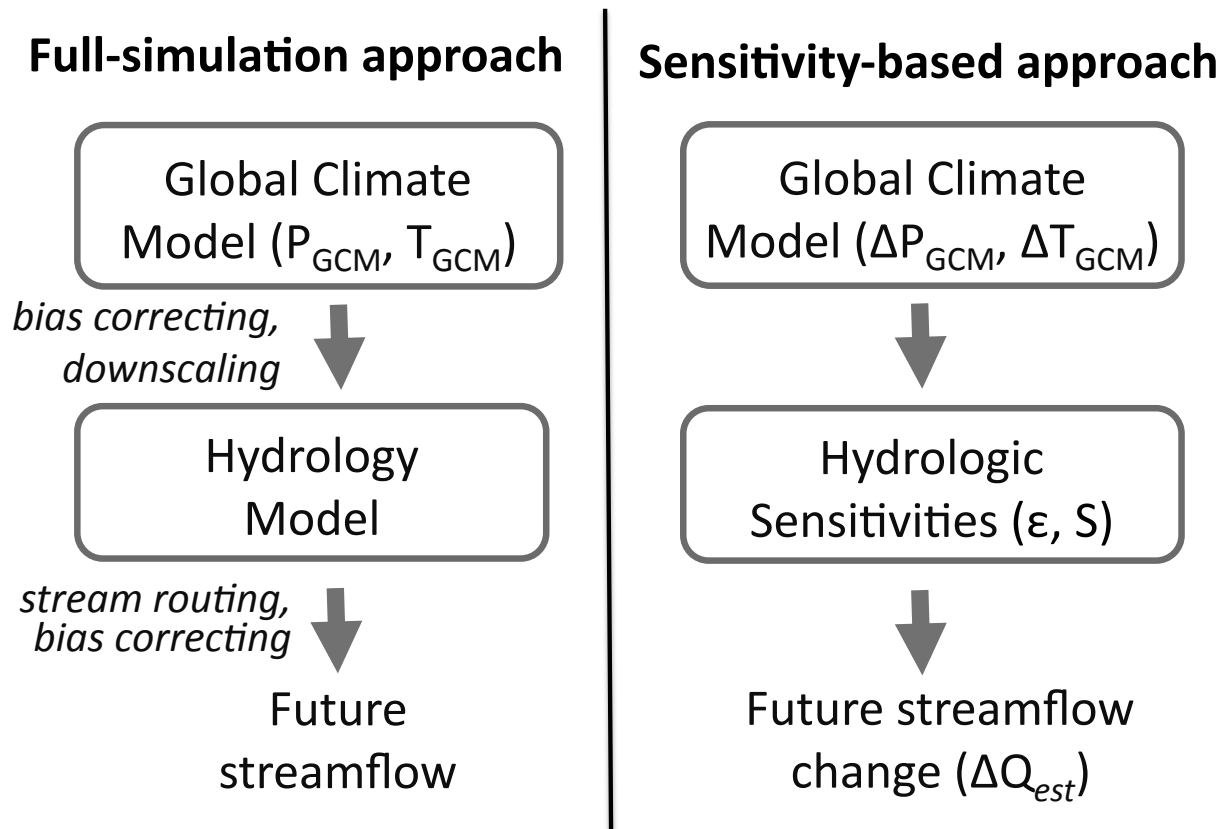 Full-simulation approach
Global Climate
Model (P_GCM, T_GCM)
bias correcting,
downscaling
Hydrology
Model
stream routing,
bias correcting
Future
streamflow
Sensitivity-based approach
Global Climate
Model (ΔP_GCM, ΔT_GCM)
Hydrologic
Sensitivities (ε, S)
Future streamflow
change (ΔQ_est)